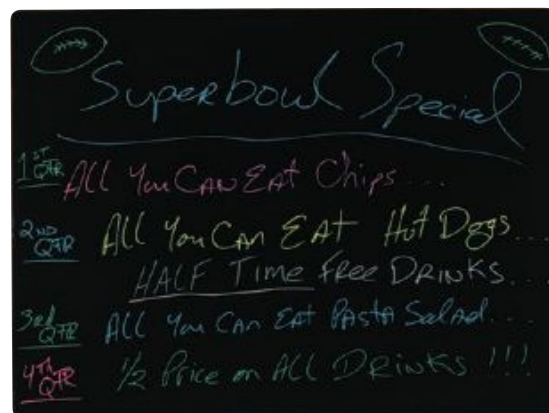 Superbowl Special
1ST QTR All You CAN EAt Chips...
2ND QTR All You CAN EAt Hot Dogs...
HALF Time FREE DRINKS...
3rd QTR All You CAN EAt PAStA Salad...
4TH QTR 1/2 Price on ALL DRINKS !!!